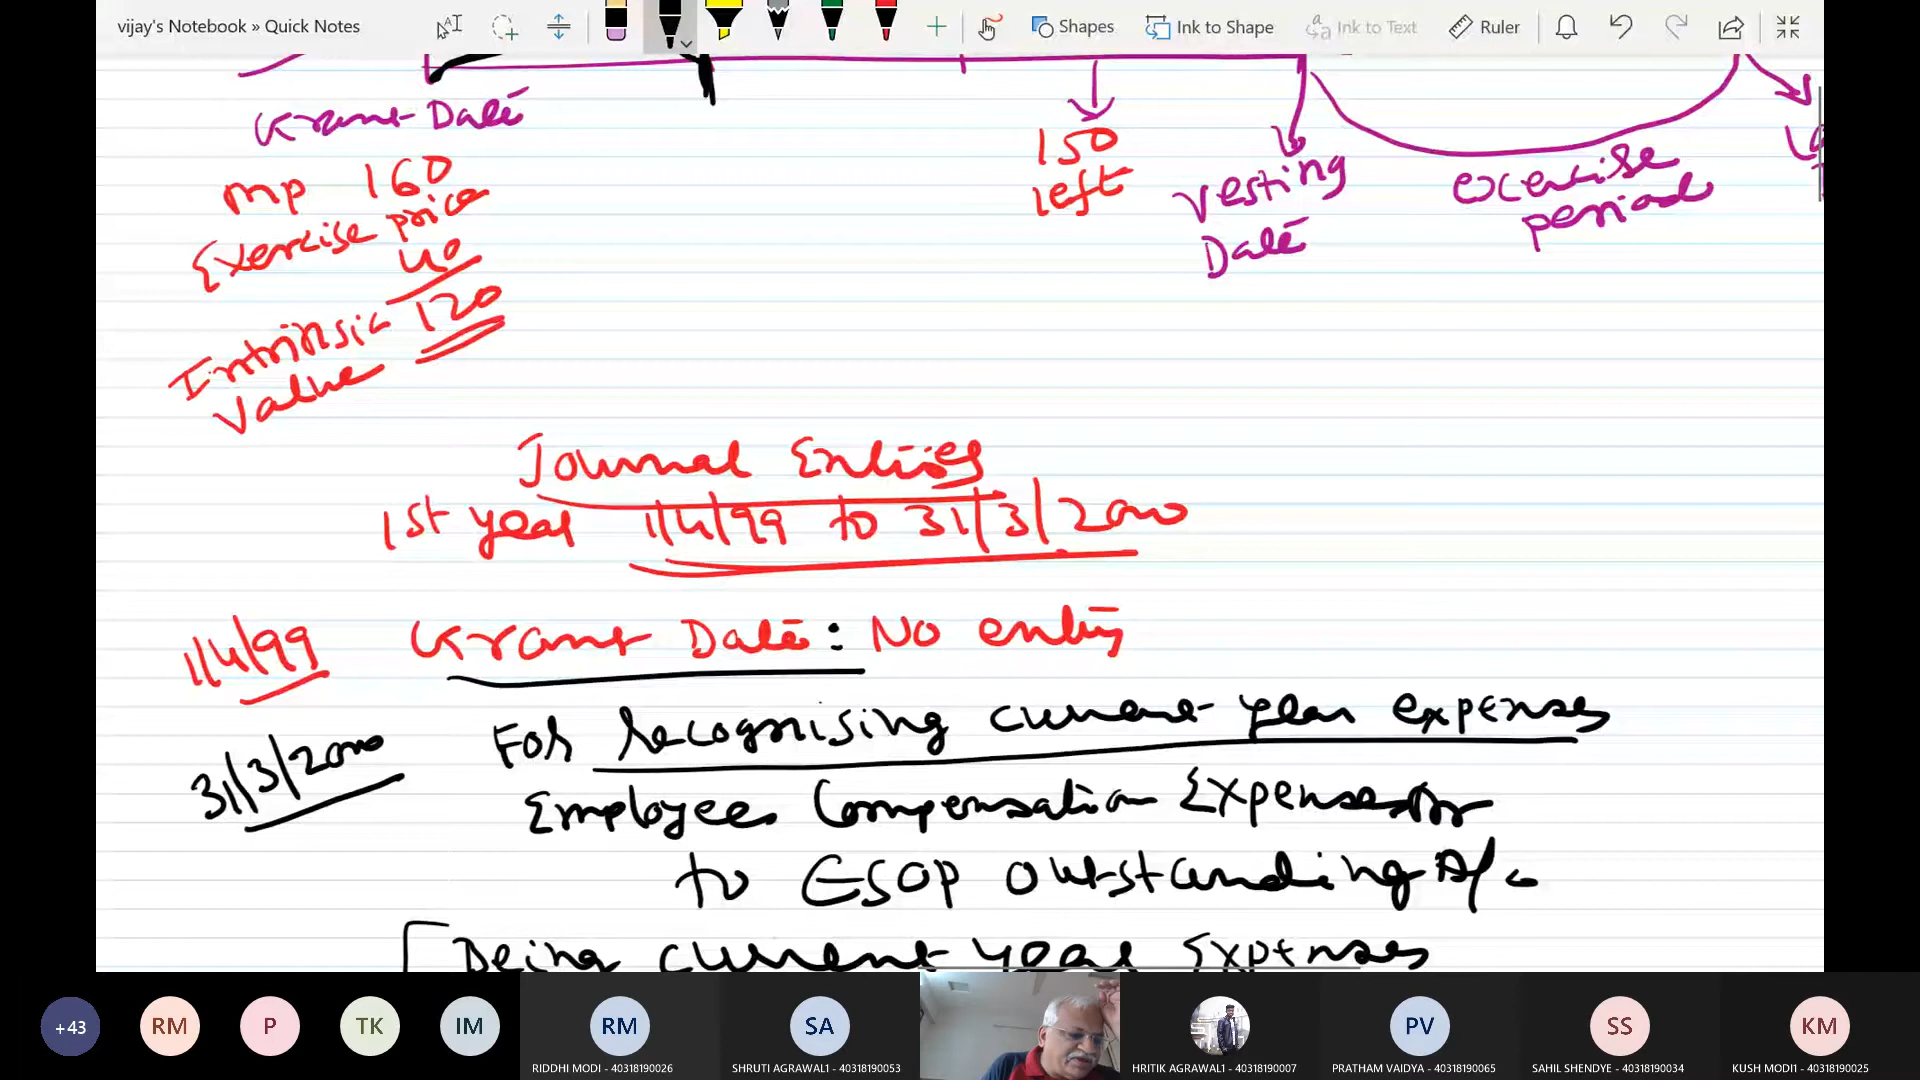 vijay's Notebook » Quick Notes
Shapes
Ink to Shape
Ink to Text
Ruler
Grant Date
MP 160
Exercise price
40
Intrinsic 120
Value
150
left
Vesting
Date
excercise
period
Journal Entries
1st year 1/4/99 to 31/3/2000
1/4/99 Grant Date: No entry
31/3/2000 For recognising current year expenses
Employees Compensation Expenses Dr
to ESOP outstanding A/c
[Being current year Expenses
+43
RM
P
TK
IM
RM
RIDDHI MODI - 40318190026
SA
SHRUTI AGRAWAL1 - 40318190053
HRITIK AGRAWAL1 - 40318190007
PV
PRATHAM VAIDYA - 40318190065
SS
SAHIL SHENDYE - 40318190034
KM
KUSH MODI1 - 40318190025